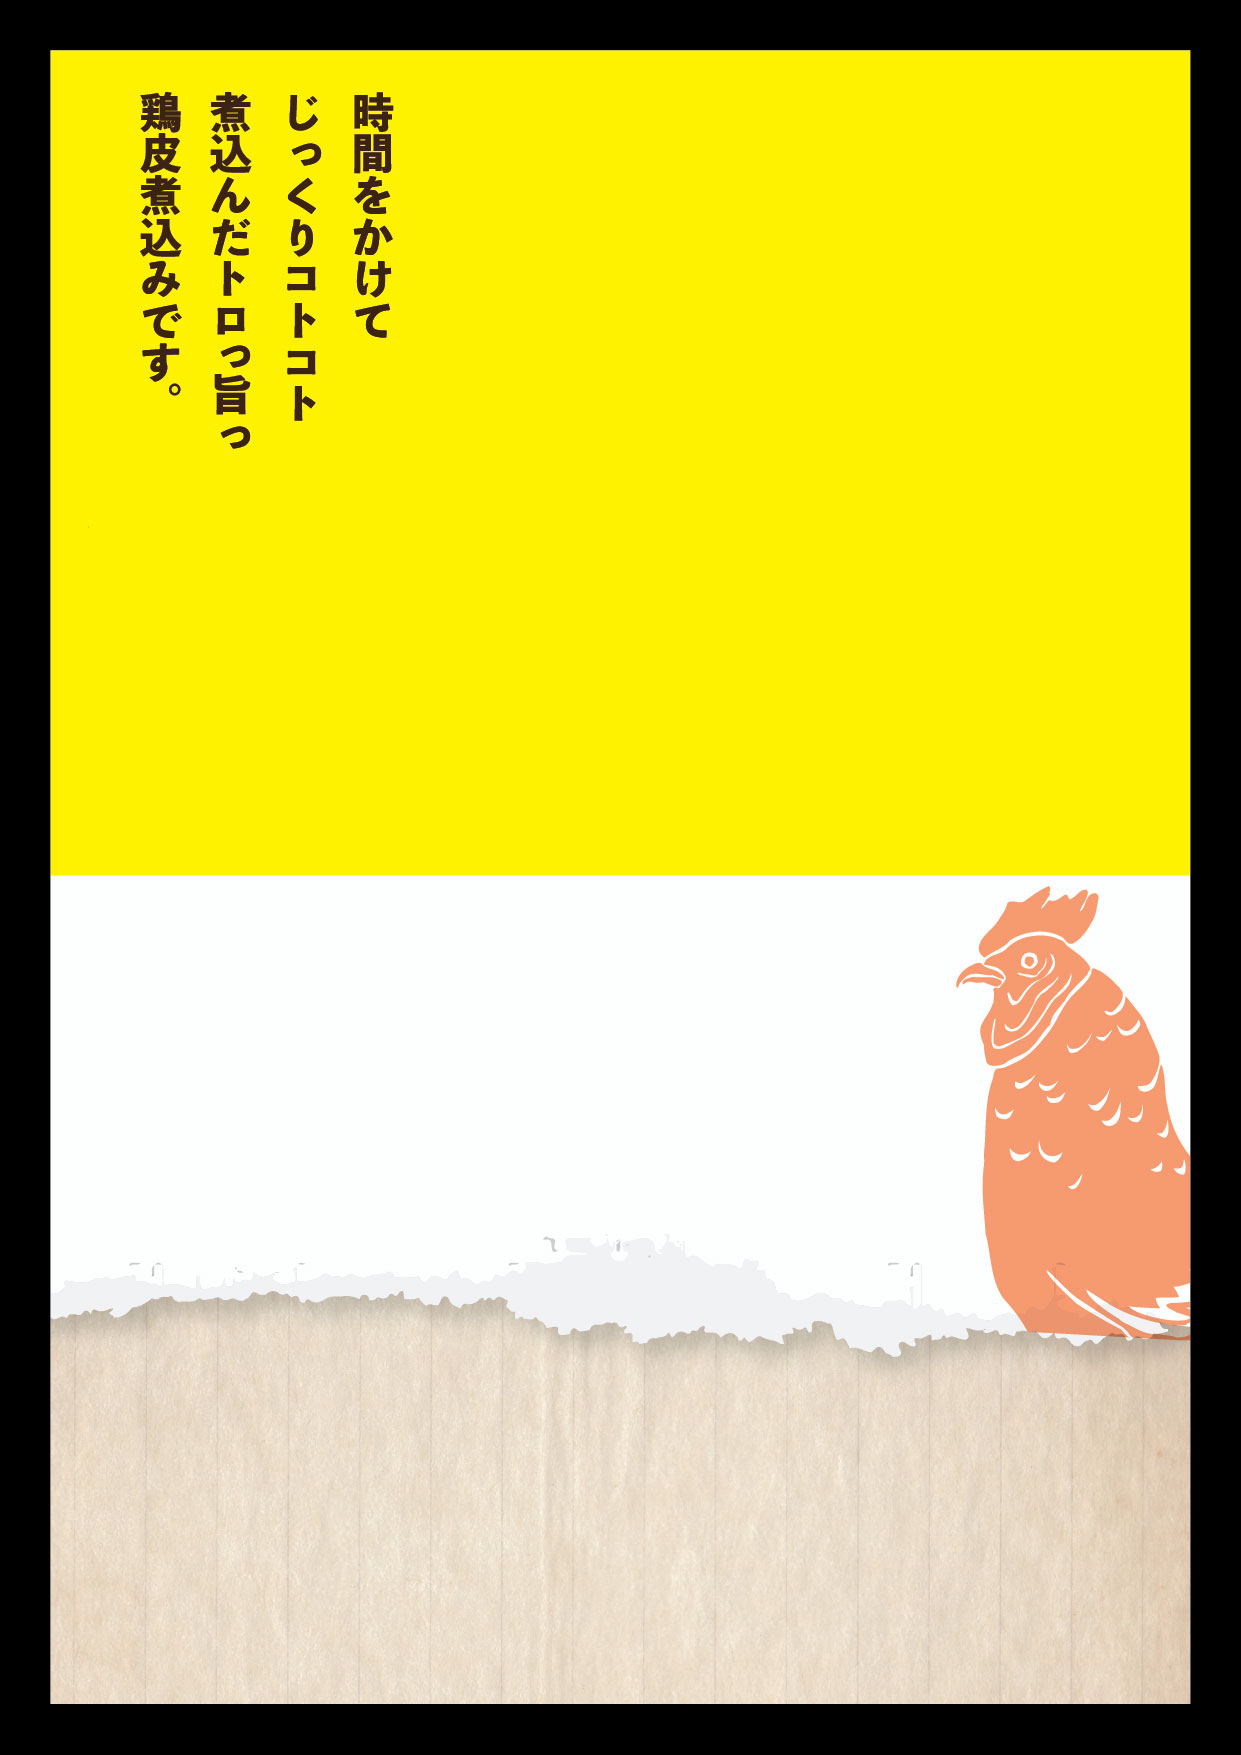 時間をかけて
じっくりコトコト
煮込んだトロっ旨っ
鶏皮煮込みです。